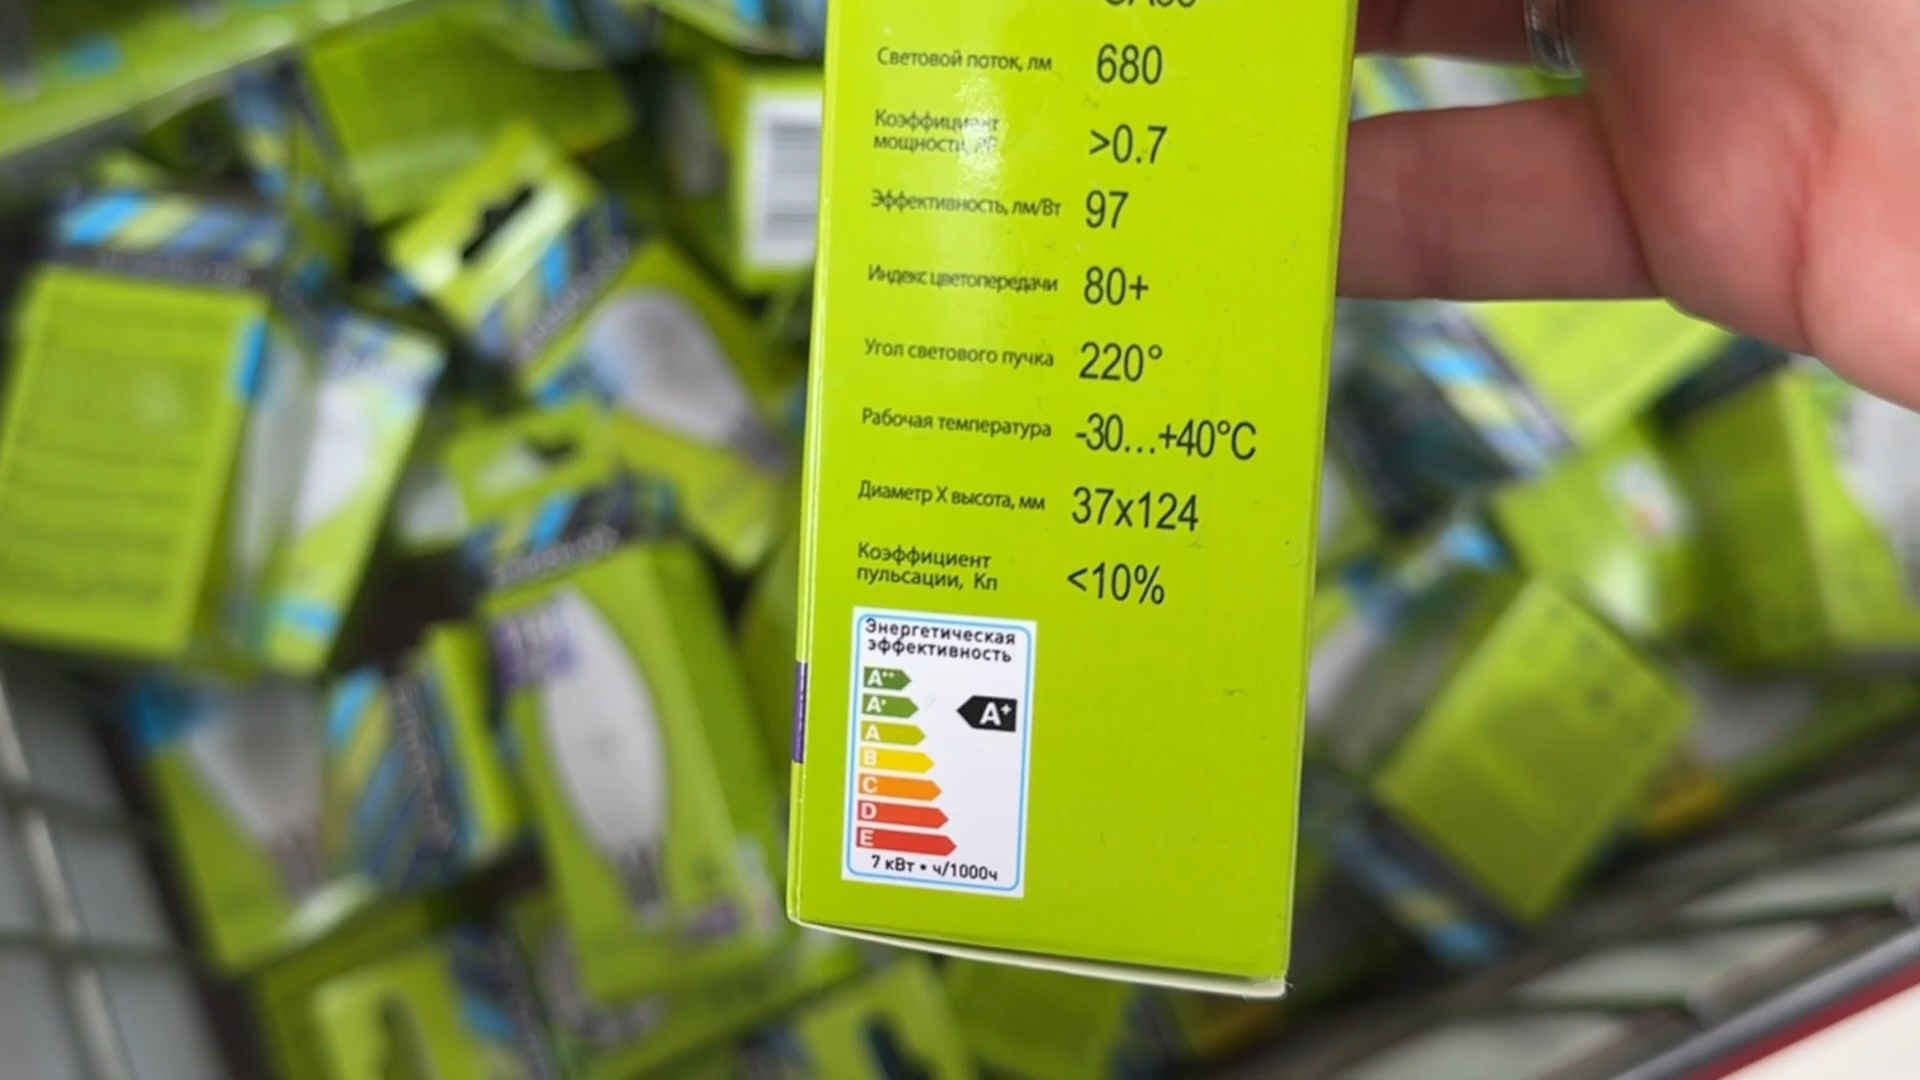 Световой поток, лм 680
Коэффициент
мощности, PF >0.7
Эффективность, лм/Вт 97
Индекс цветопередачи 80+
Угол светового пучка 220°
Рабочая температура -30...+40°C
Диаметр X высота, мм 37x124
Коэффициент
пульсации, Кп <10%
Энергетическая
эффективность
A++
A+ A+
A
B
C
D
E
7 кВт • ч/1000ч